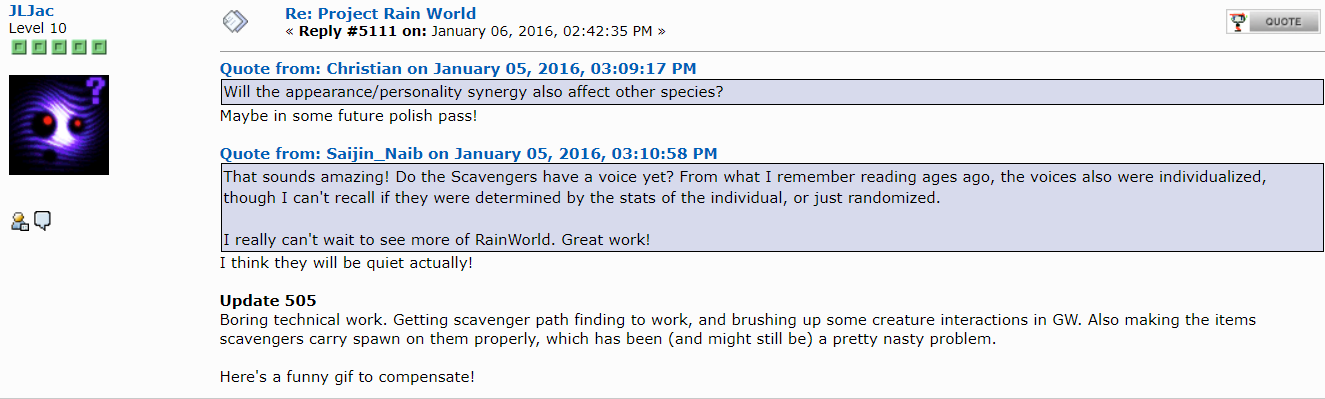 JLJac
Level 10
?
Re: Project Rain World
« Reply #5111 on: January 06, 2016, 02:42:35 PM »
QUOTE
Quote from: Christian on January 05, 2016, 03:09:17 PM
Will the appearance/personality synergy also affect other species?
Maybe in some future polish pass!
Quote from: Saijin_Naib on January 05, 2016, 03:10:58 PM
That sounds amazing! Do the Scavengers have a voice yet? From what I remember reading ages ago, the voices also were individualized,
though I can't recall if they were determined by the stats of the individual, or just randomized.
I really can't wait to see more of RainWorld. Great work!
I think they will be quiet actually!
Update 505
Boring technical work. Getting scavenger path finding to work, and brushing up some creature interactions in GW. Also making the items
scavengers carry spawn on them properly, which has been (and might still be) a pretty nasty problem.
Here's a funny gif to compensate!